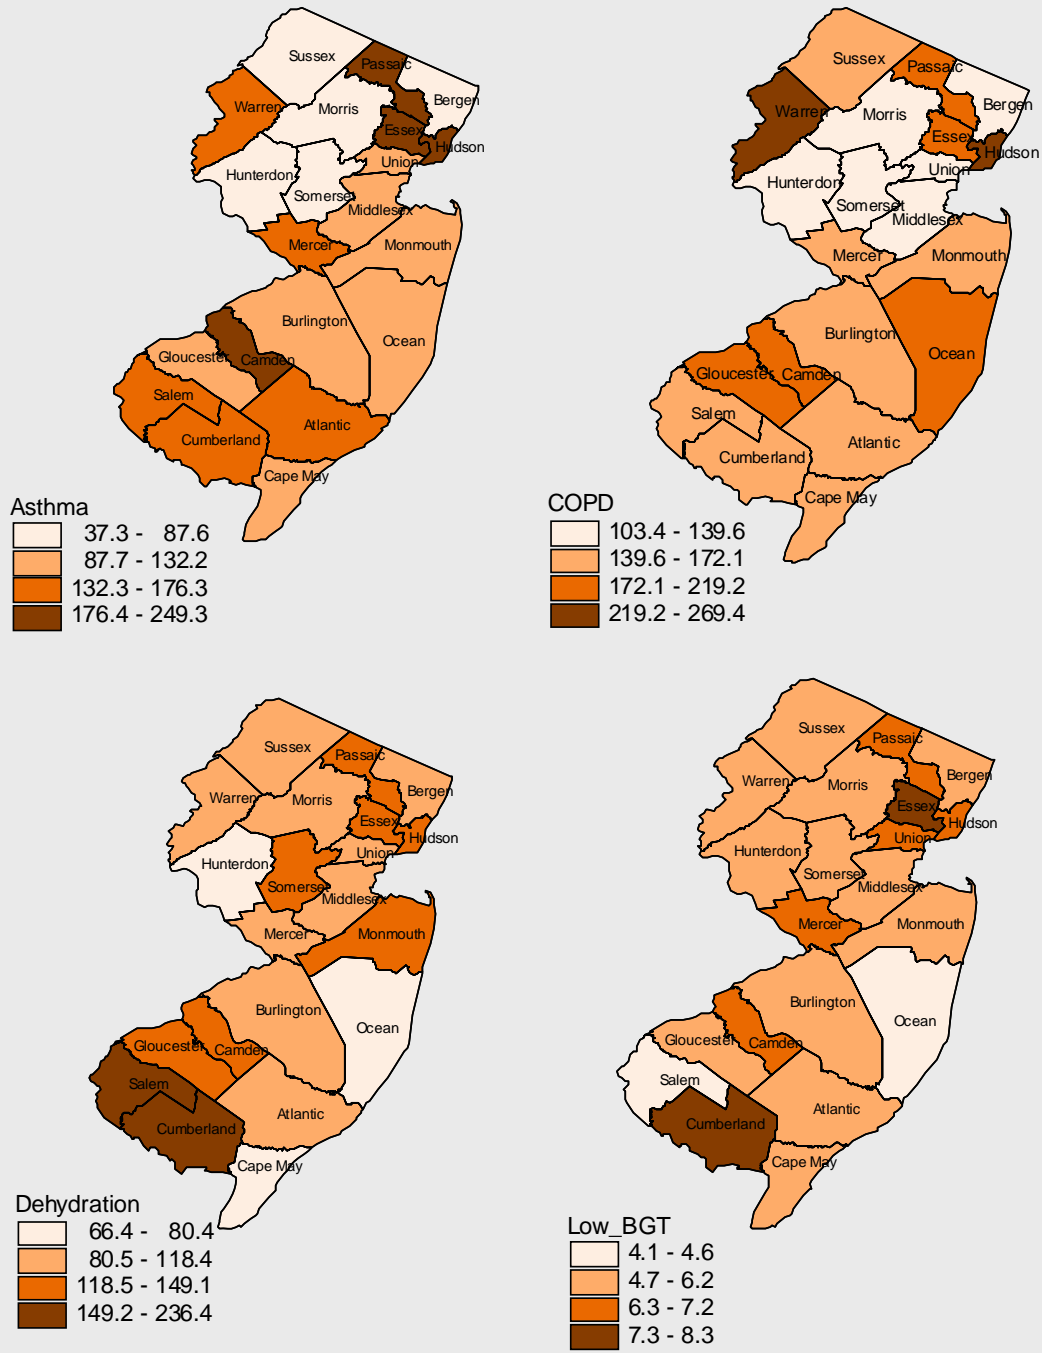 Sussex
Passaic
Bergen
Warren
Morris
Essex
Hudson
Union
Hunterdon
Somerset
Middlesex
Mercer
Monmouth
Burlington
Ocean
Gloucester
Camden
Salem
Cumberland
Atlantic
Cape May
Asthma
37.3 - 87.6
87.7 - 132.2
132.3 - 176.3
176.4 - 249.3
Sussex
Passaic
Bergen
Warren
Morris
Essex
Hudson
Union
Hunterdon
Somerset
Middlesex
Mercer
Monmouth
Burlington
Ocean
Gloucester
Camden
Salem
Cumberland
Atlantic
Cape May
COPD
103.4 - 139.6
139.6 - 172.1
172.1 - 219.2
219.2 - 269.4
Sussex
Passaic
Bergen
Warren
Morris
Essex
Hudson
Union
Hunterdon
Somerset
Middlesex
Mercer
Monmouth
Burlington
Ocean
Gloucester
Camden
Salem
Cumberland
Atlantic
Cape May
Dehydration
66.4 - 80.4
80.5 - 118.4
118.5 - 149.1
149.2 - 236.4
Sussex
Passaic
Bergen
Warren
Morris
Essex
Hudson
Union
Hunterdon
Somerset
Middlesex
Mercer
Monmouth
Burlington
Ocean
Gloucester
Camden
Salem
Cumberland
Atlantic
Cape May
Low_BGT
4.1 - 4.6
4.7 - 6.2
6.3 - 7.2
7.3 - 8.3